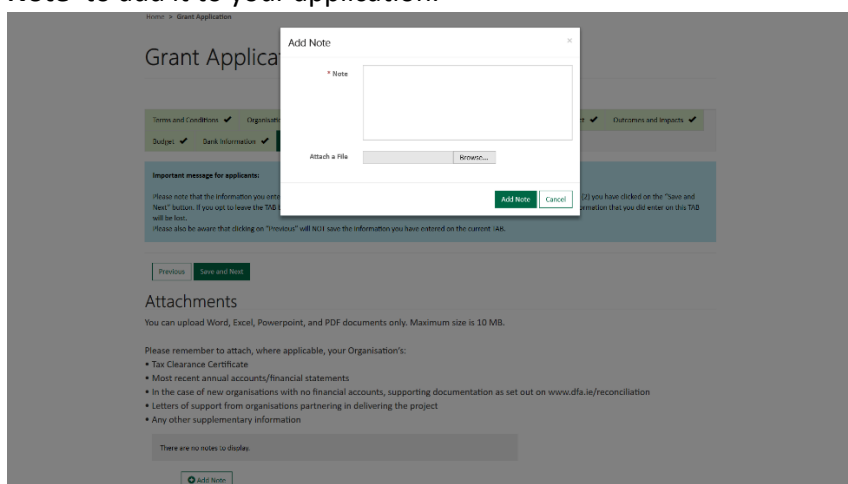 Note' to add it to your application.
Home > Grant Application
Grant Applica
Add Note ×
* Note
Attach a File Browse...
Add Note Cancel
Terms and Conditions ✔ Organisatio ✔ Outcomes and Impacts ✔
Budget ✔ Bank Information ✔
Important message for applicants:
Please note that the information you ente [2] you have clicked on the "Save and
Next" button. If you opt to leave the TAB formation that you did enter on this TAB
will be lost.
Please also be aware that clicking on "Previous" will NOT save the information you have entered on the current TAB.
Previous Save and Next
Attachments
You can upload Word, Excel, Powerpoint, and PDF documents only. Maximum size is 10 MB.
Please remember to attach, where applicable, your Organisation's:
• Tax Clearance Certificate
• Most recent annual accounts/financial statements
• In the case of new organisations with no financial accounts, supporting documentation as set out on www.dfa.ie/reconciliation
• Letters of support from organisations partnering in delivering the project
• Any other supplementary information
There are no notes to display.
Add Note